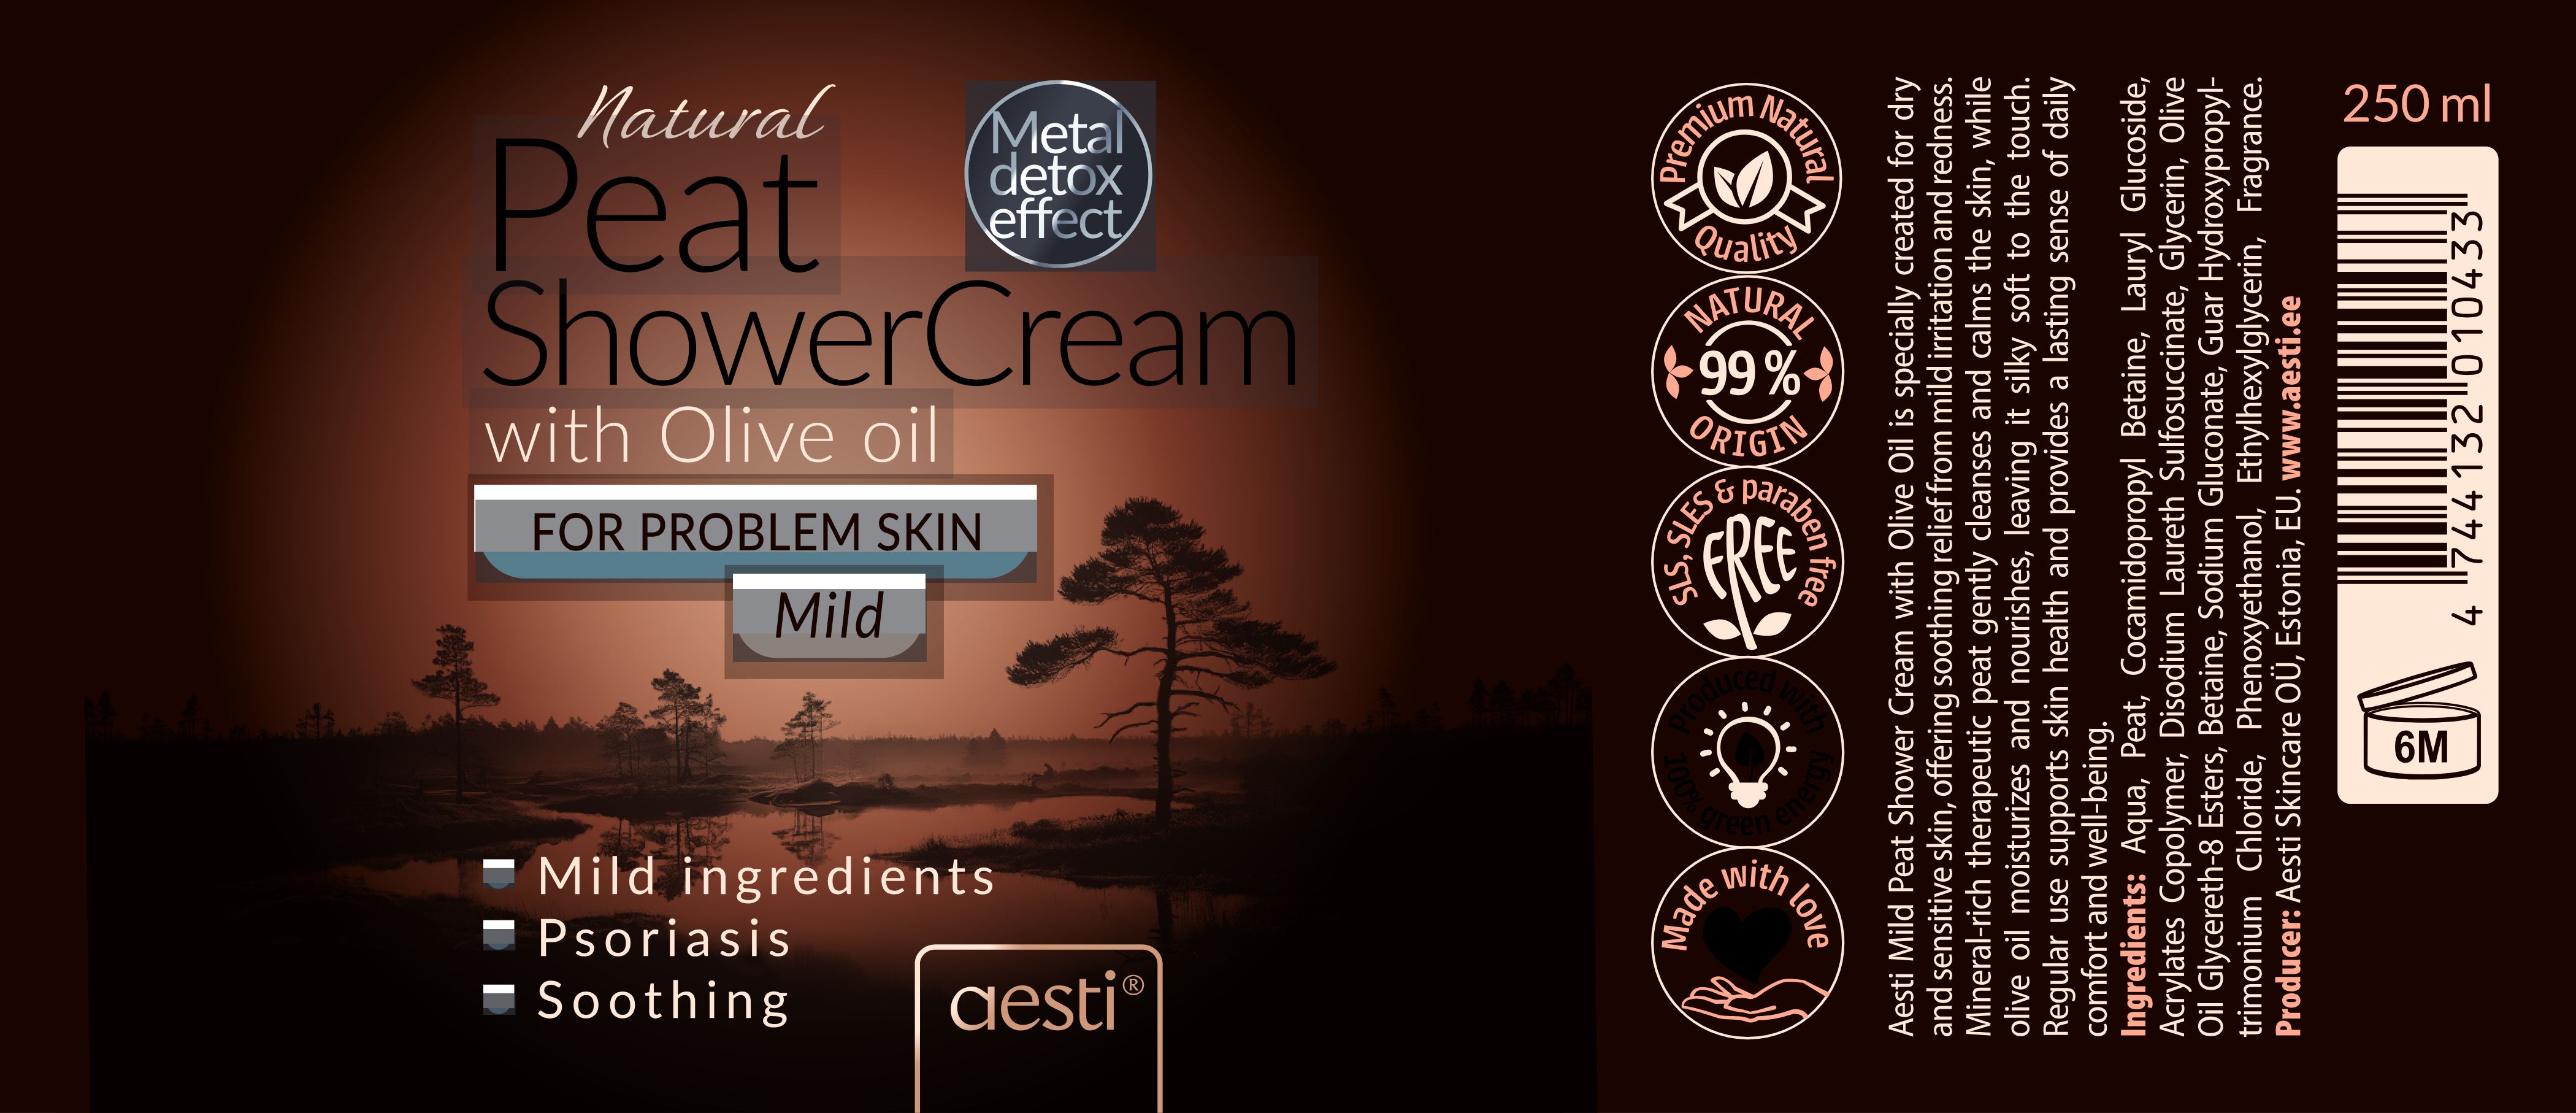 Natural
Peat
ShowerCream
with Olive oil
FOR PROBLEM SKIN
Mild
Metal
detox
effect
Mild ingredients
Psoriasis
Soothing
aesti®
Premium Natural
Quality
NATURAL
99 %
ORIGIN
SLS, SLES & paraben free
FREE
Produced with
100% green energy
Made with love
Aesti Mild Peat Shower Cream with Olive Oil is specially created for dry
and sensitive skin, offering soothing relief from mild irritation and redness.
Mineral-rich therapeutic peat gently cleanses and calms the skin, while
olive oil moisturizes and nourishes, leaving it silky soft to the touch.
Regular use supports skin health and provides a lasting sense of daily
comfort and well-being.
Ingredients: Aqua, Peat, Cocamidopropyl Betaine, Lauryl Glucoside,
Acrylates Copolymer, Disodium Laureth Sulfosuccinate, Glycerin, Olive
Oil Glycereth-8 Esters, Betaine, Sodium Gluconate, Guar Hydroxypropyl-
trimonium Chloride, Phenoxyethanol, Ethylhexylglycerin, Fragrance.
Producer: Aesti Skincare OÜ, Estonia, EU. www.aesti.ee
250 ml
4 744132 010433
6M